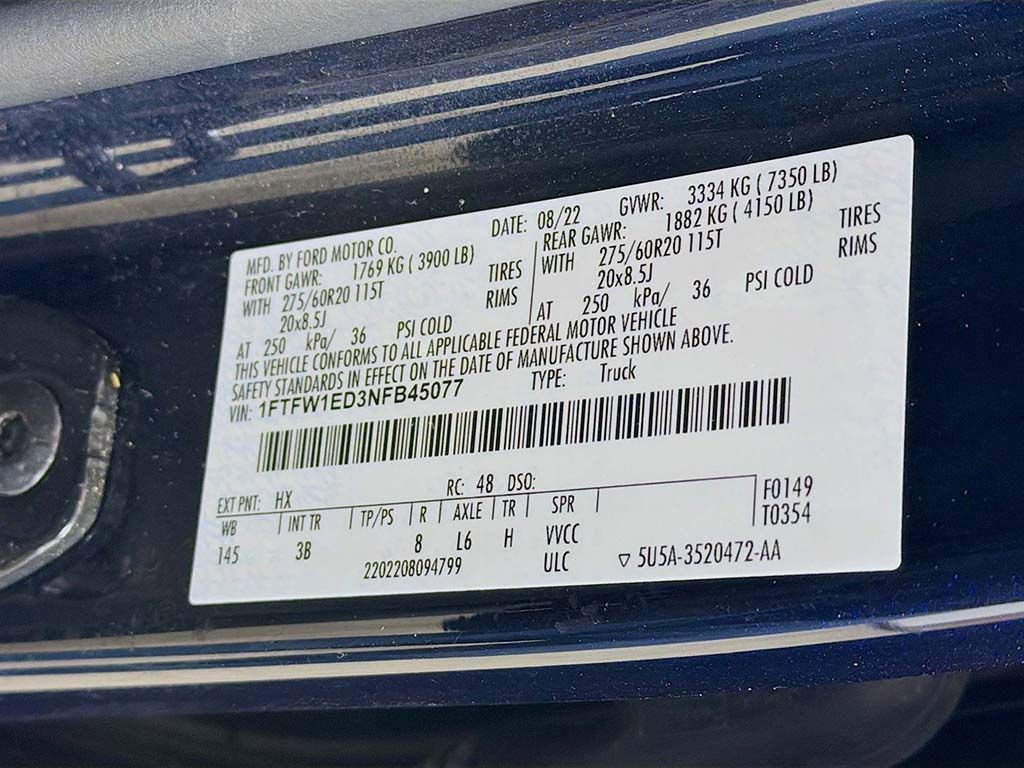 MFD. BY FORD MOTOR CO. DATE: 08/22 GVWR: 3334 KG ( 7350 LB)
FRONT GAWR: 1769 KG ( 3900 LB) REAR GAWR: 1882 KG ( 4150 LB)
WITH 275/60R20 115T TIRES WITH 275/60R20 115T TIRES
20x8.5J RIMS 20x8.5J RIMS
AT 250 kPa/ 36 PSI COLD AT 250 kPa/ 36 PSI COLD
THIS VEHICLE CONFORMS TO ALL APPLICABLE FEDERAL MOTOR VEHICLE
SAFETY STANDARDS IN EFFECT ON THE DATE OF MANUFACTURE SHOWN ABOVE.
VIN: 1FTFW1ED3NFB45077 TYPE: Truck
EXT PNT: HX RC: 48 DSO: F0149
WB INT TR TP/PS R AXLE TR SPR T0354
145 3B 8 L6 H VVCC
2202208094799 ULC ▽ 5U5A-3520472-AA